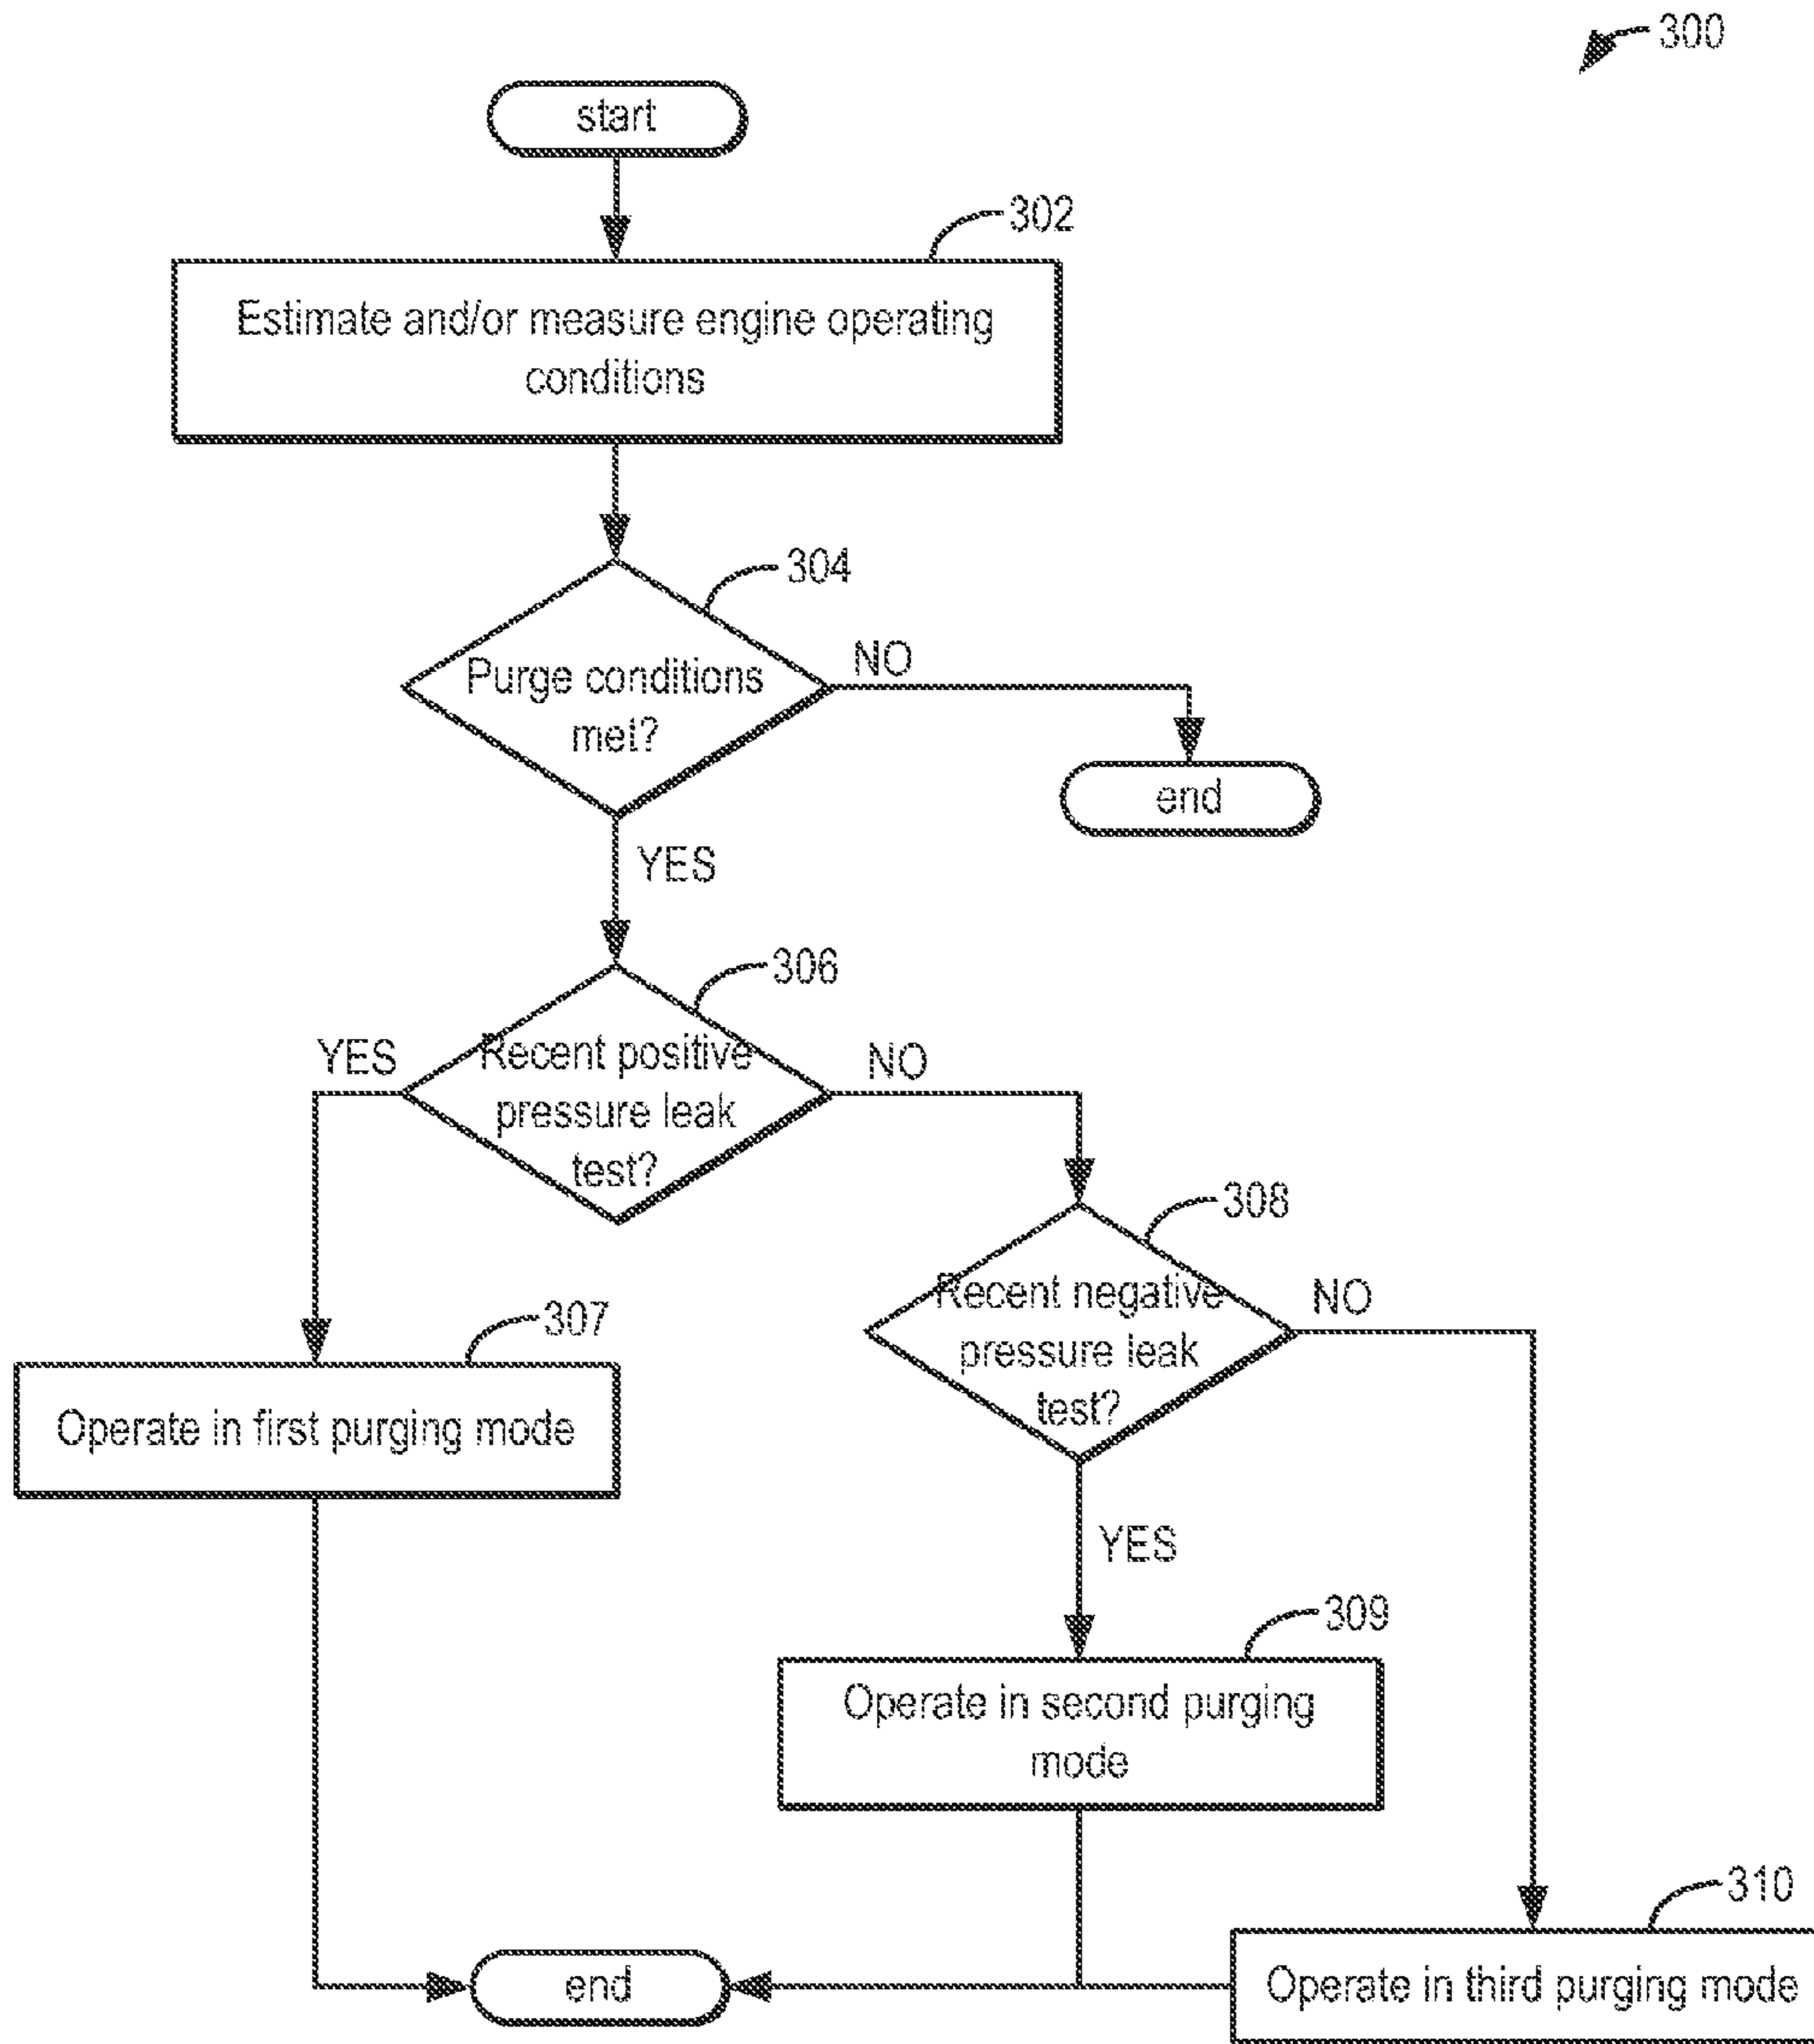 300
start
302
Estimate and/or measure engine operating
conditions
304
Purge conditions
met?
NO
end
YES
306
Recent positive
pressure leak
test?
YES
NO
308
Recent negative
pressure leak
test?
NO
307
Operate in first purging mode
YES
309
Operate in second purging
mode
310
Operate in third purging mode
end